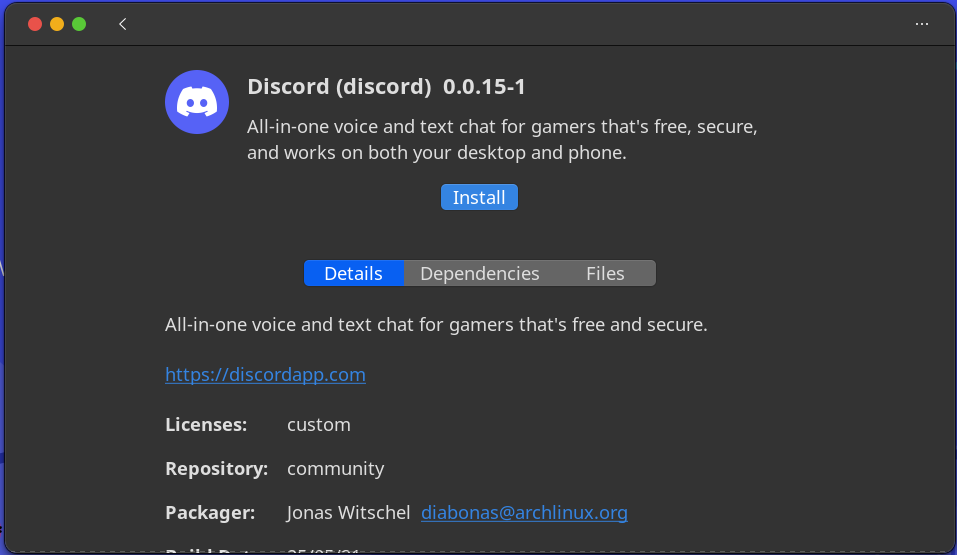 Discord (discord)  0.0.15-1
All-in-one voice and text chat for gamers that's free, secure,
and works on both your desktop and phone.
Install
Details Dependencies Files
All-in-one voice and text chat for gamers that's free and secure.
https://discordapp.com
Licenses: custom
Repository: community
Packager: Jonas Witschel diabonas@archlinux.org